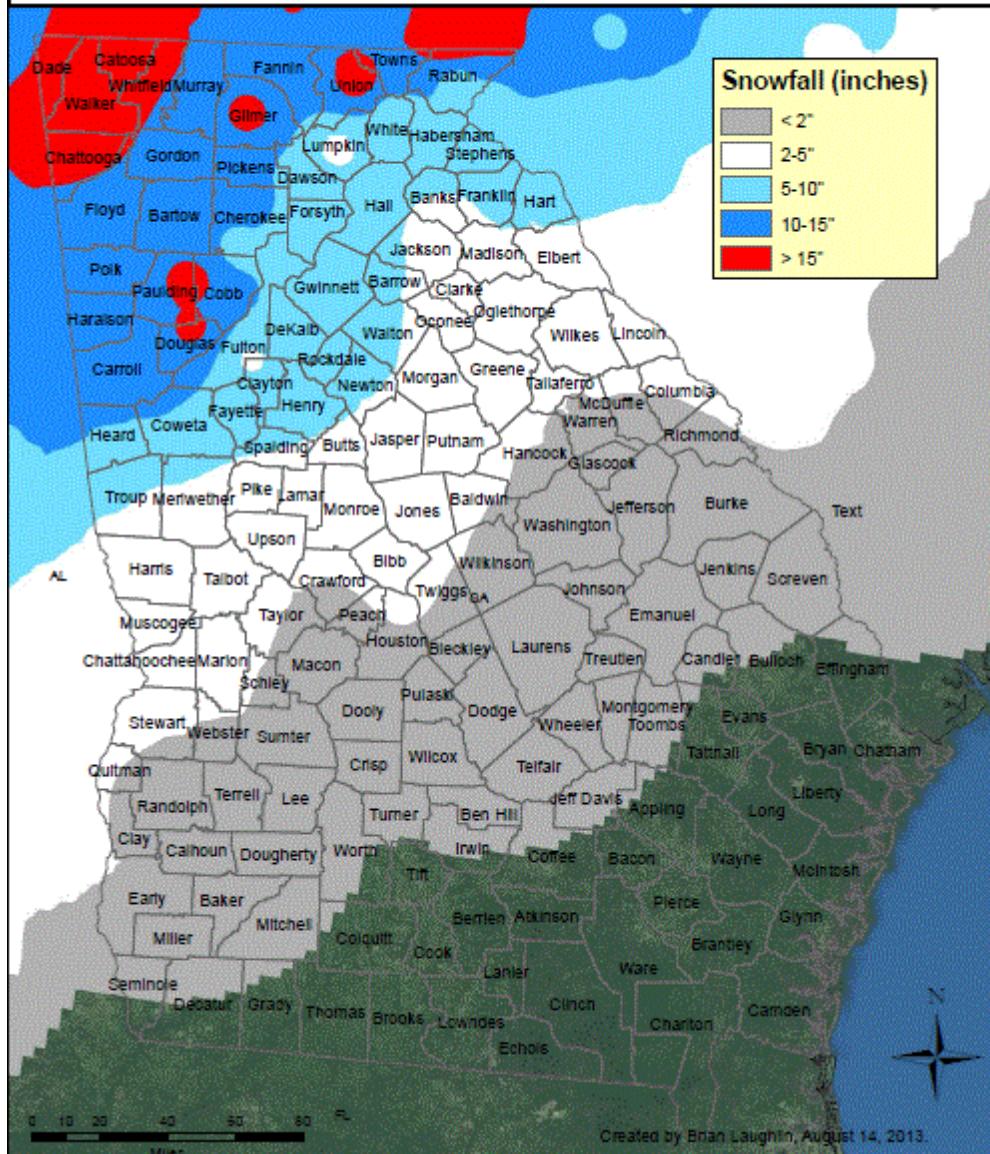 Snowfall (inches)
< 2"
2-5"
5-10"
10-15"
> 15"
Dade
Catoosa
Whitfield
Murray
Fannin
Towns
Union
Rabun
Walker
Gilmer
White
Habersham
Lumpkin
Stephens
Chattooga
Gordon
Pickens
Dawson
Banks
Franklin
Hart
Hall
Floyd
Bartow
Cherokee
Forsyth
Jackson
Madison
Elbert
Polk
Paulding
Cobb
Gwinnett
Barrow
Clarke
Oglethorpe
Oconee
Haralson
Douglas
Fulton
DeKalb
Walton
Wilkes
Lincoln
Carroll
Rockdale
Clayton
Newton
Morgan
Greene
Taliaferro
Columbia
McDuffie
Heard
Coweta
Fayette
Henry
Warren
Richmond
Spalding
Butts
Jasper
Putnam
Hancock
Glascock
Troup
Meriwether
Pike
Lamar
Monroe
Jones
Baldwin
Jefferson
Burke
Text
Washington
Upson
Bibb
Wilkinson
Jenkins
Screven
AL
Harris
Talbot
Crawford
Twiggs
GA
Johnson
Emanuel
Muscogee
Taylor
Peach
Houston
Bleckley
Laurens
Treutlen
Candler
Bulloch
Effingham
Chattahoochee
Marion
Macon
Schley
Pulaski
Dooly
Dodge
Wheeler
Montgomery
Toombs
Evans
Stewart
Webster
Sumter
Tattnall
Bryan
Chatham
Quitman
Crisp
Wilcox
Telfair
Liberty
Randolph
Terrell
Lee
Jeff Davis
Appling
Long
Turner
Ben Hill
Clay
Calhoun
Dougherty
Worth
Irwin
Coffee
Bacon
Wayne
McIntosh
Tift
Early
Baker
Mitchell
Berrien
Atkinson
Pierce
Glynn
Miller
Colquitt
Cook
Brantley
Lanier
Ware
Seminole
Decatur
Grady
Thomas
Brooks
Lowndes
Clinch
Charlton
Camden
Echols
N
0 10 20 40 60 80
Miles
FL
Created by Brian Laughlin, August 14, 2013.